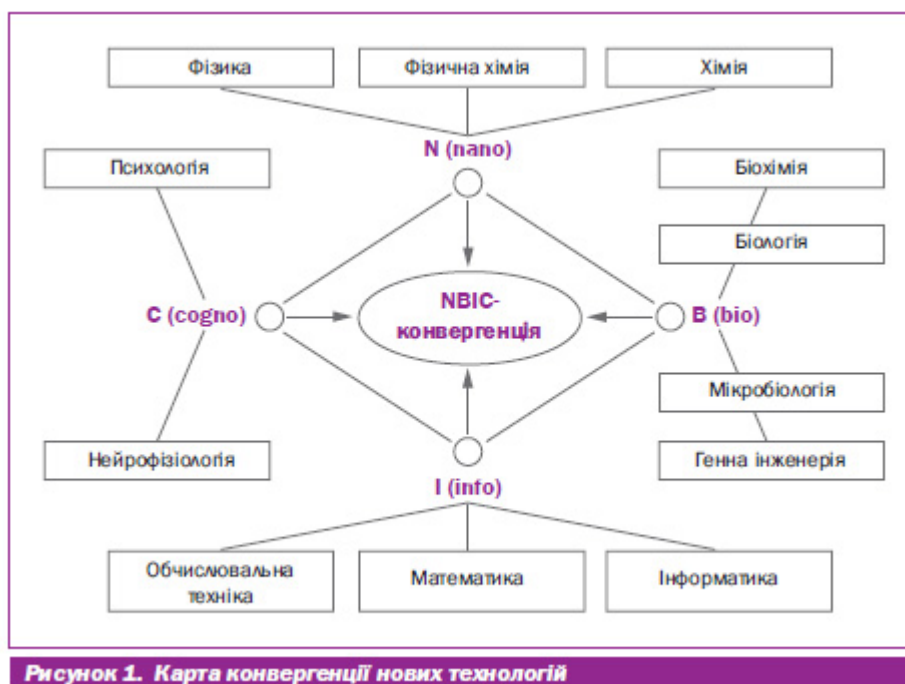 Фізика
Фізична хімія
Хімія
N (nano)
Психологія
Біохімія
Біологія
C (cogno)
NBIC-
конвергенція
B (bio)
Мікробіологія
Нейрофізіологія
Генна інженерія
I (info)
Обчислювальна
техніка
Математика
Інформатика
Рисунок 1. Карта конвергенції нових технологій